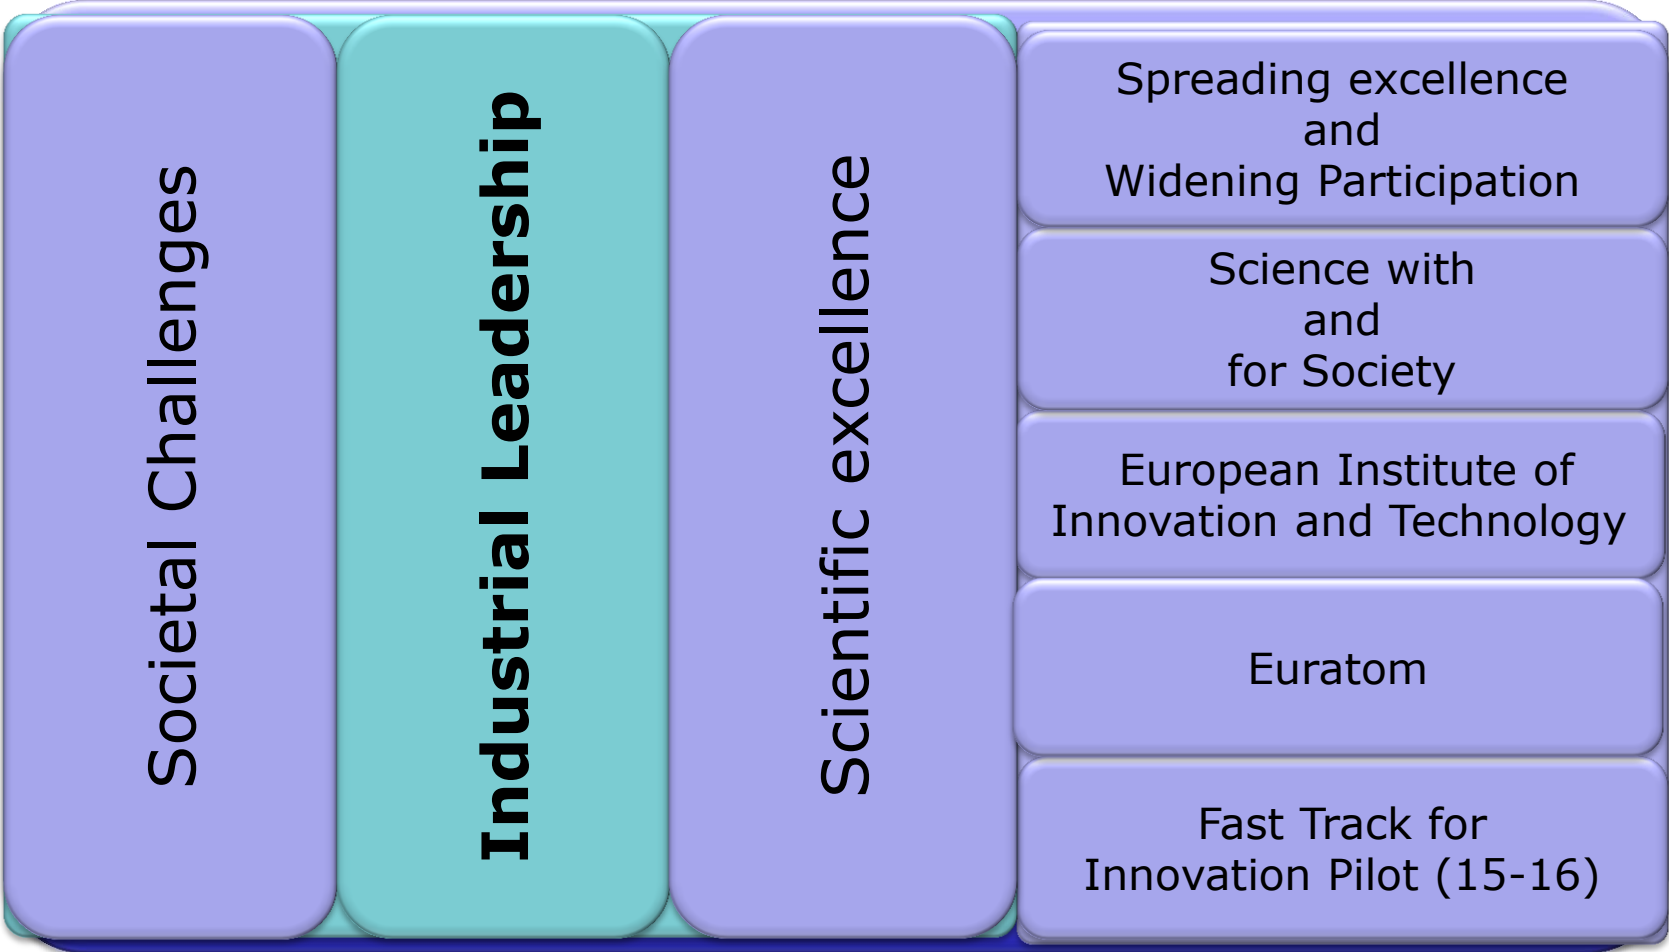 Societal Challenges
Industrial Leadership
Scientific excellence
Spreading excellence
and
Widening Participation
Science with
and
for Society
European Institute of
Innovation and Technology
Euratom
Fast Track for
Innovation Pilot (15-16)